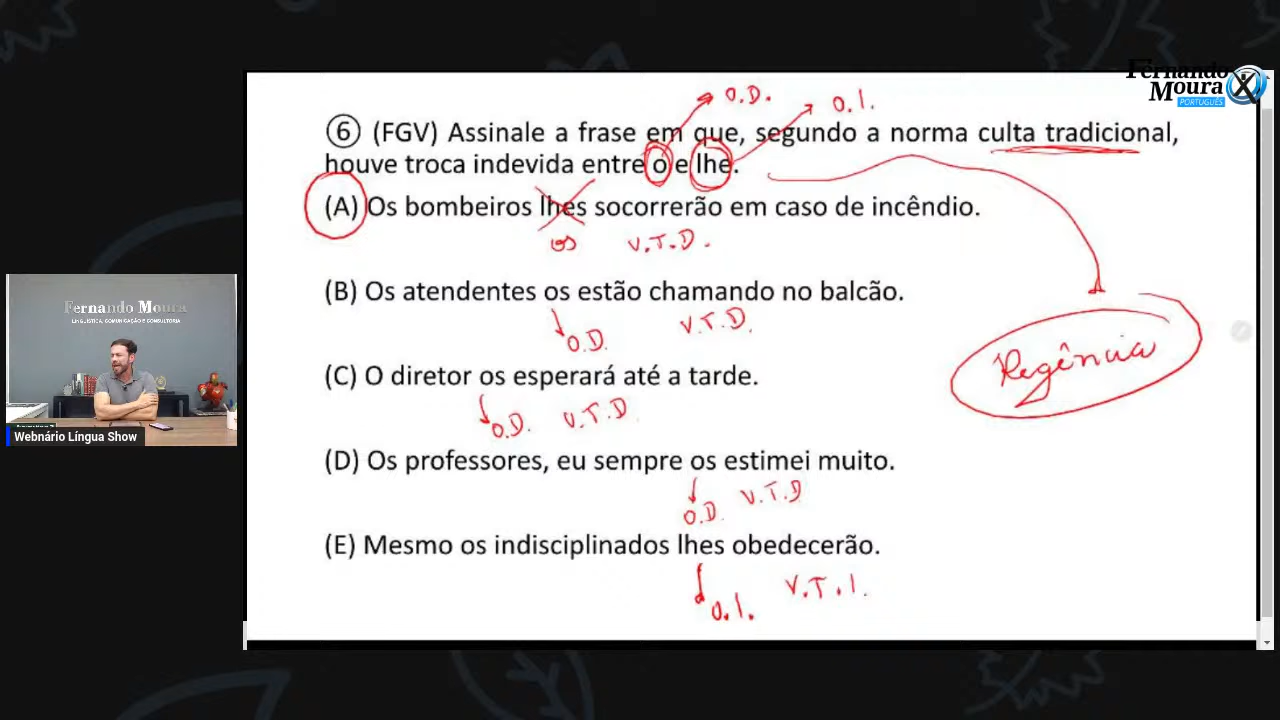 Fernando
Moura
PORTUGUÊS
O.D.
O.I.
⑥ (FGV) Assinale a frase em que, segundo a norma culta tradicional,
houve troca indevida entre o e lhe.
(A) Os bombeiros lhes socorrerão em caso de incêndio.
os V.T.D.
(B) Os atendentes os estão chamando no balcão.
O.D. V.T.D.
(C) O diretor os esperará até a tarde.
O.D. V.T.D.
Regência
(D) Os professores, eu sempre os estimei muito.
O.D. V.T.D
(E) Mesmo os indisciplinados lhes obedecerão.
O.I. V.T.I.
Fernando Moura
LINGUÍSTICA, COMUNICAÇÃO E CONSULTORIA
Webnário Língua Show